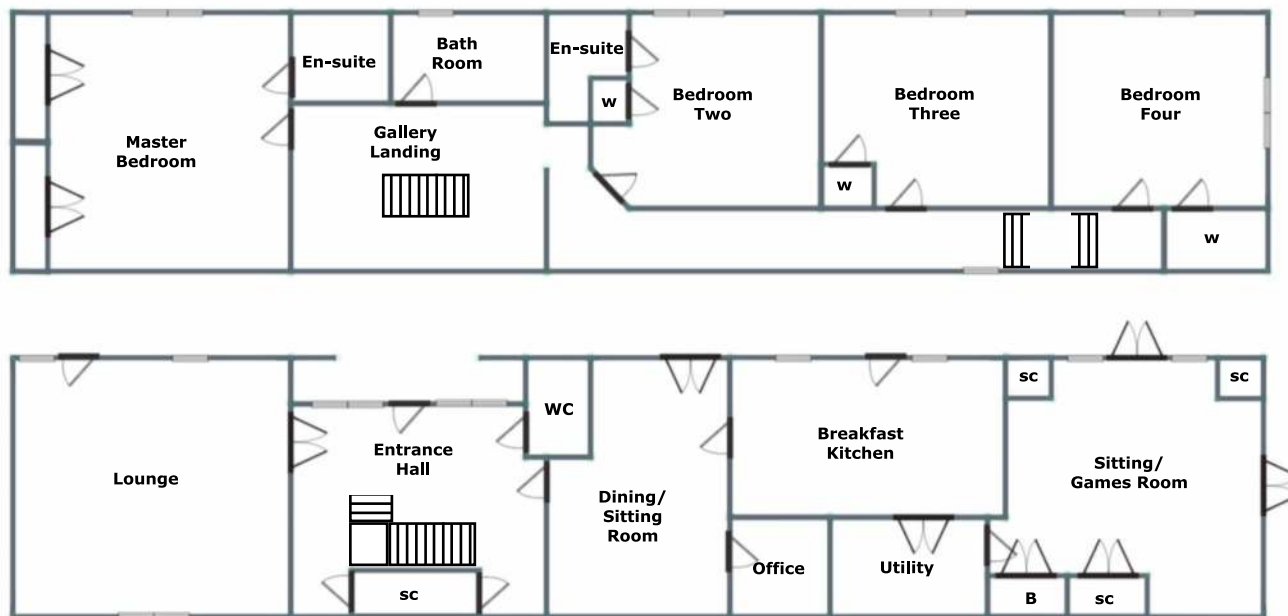 En-suite
Bath
Room
En-suite
w
Bedroom
Two
Bedroom
Three
Bedroom
Four
Master
Bedroom
Gallery
Landing
w
w
sc
sc
WC
Breakfast
Kitchen
Entrance
Hall
Lounge
Sitting/
Games Room
Dining/
Sitting
Room
Office
Utility
sc
B
sc